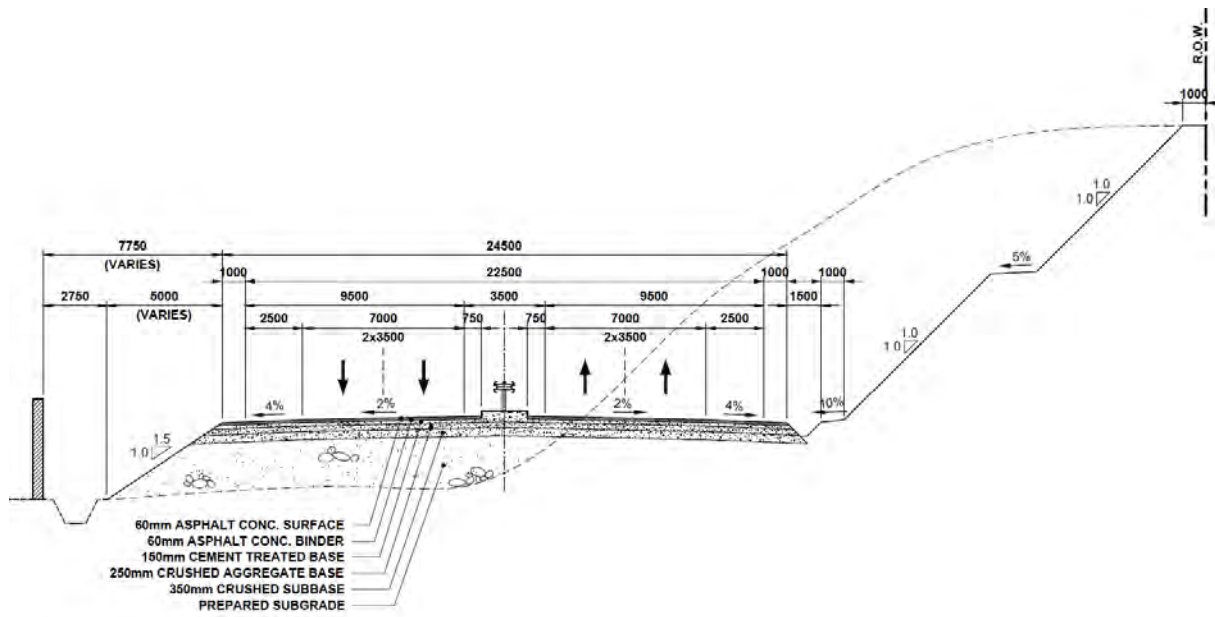 R.O.W.
1000
1.0
1.0
7750
(VARIES)
24500
1000
22500
1000
1000
2750
5000
(VARIES)
9500
3500
9500
1500
2500
7000
2x3500
750
750
7000
2x3500
2500
5%
1.0
1.0
4%
2%
2%
4%
10%
1.5
1.0
60mm ASPHALT CONC. SURFACE
60mm ASPHALT CONC. BINDER
150mm CEMENT TREATED BASE
250mm CRUSHED AGGREGATE BASE
350mm CRUSHED SUBBASE
PREPARED SUBGRADE